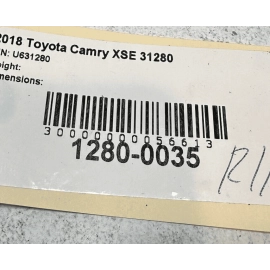 2018 Toyota Camry XSE 31280
N: U631280
eight:
mensions:
3000000056613
1280-0035